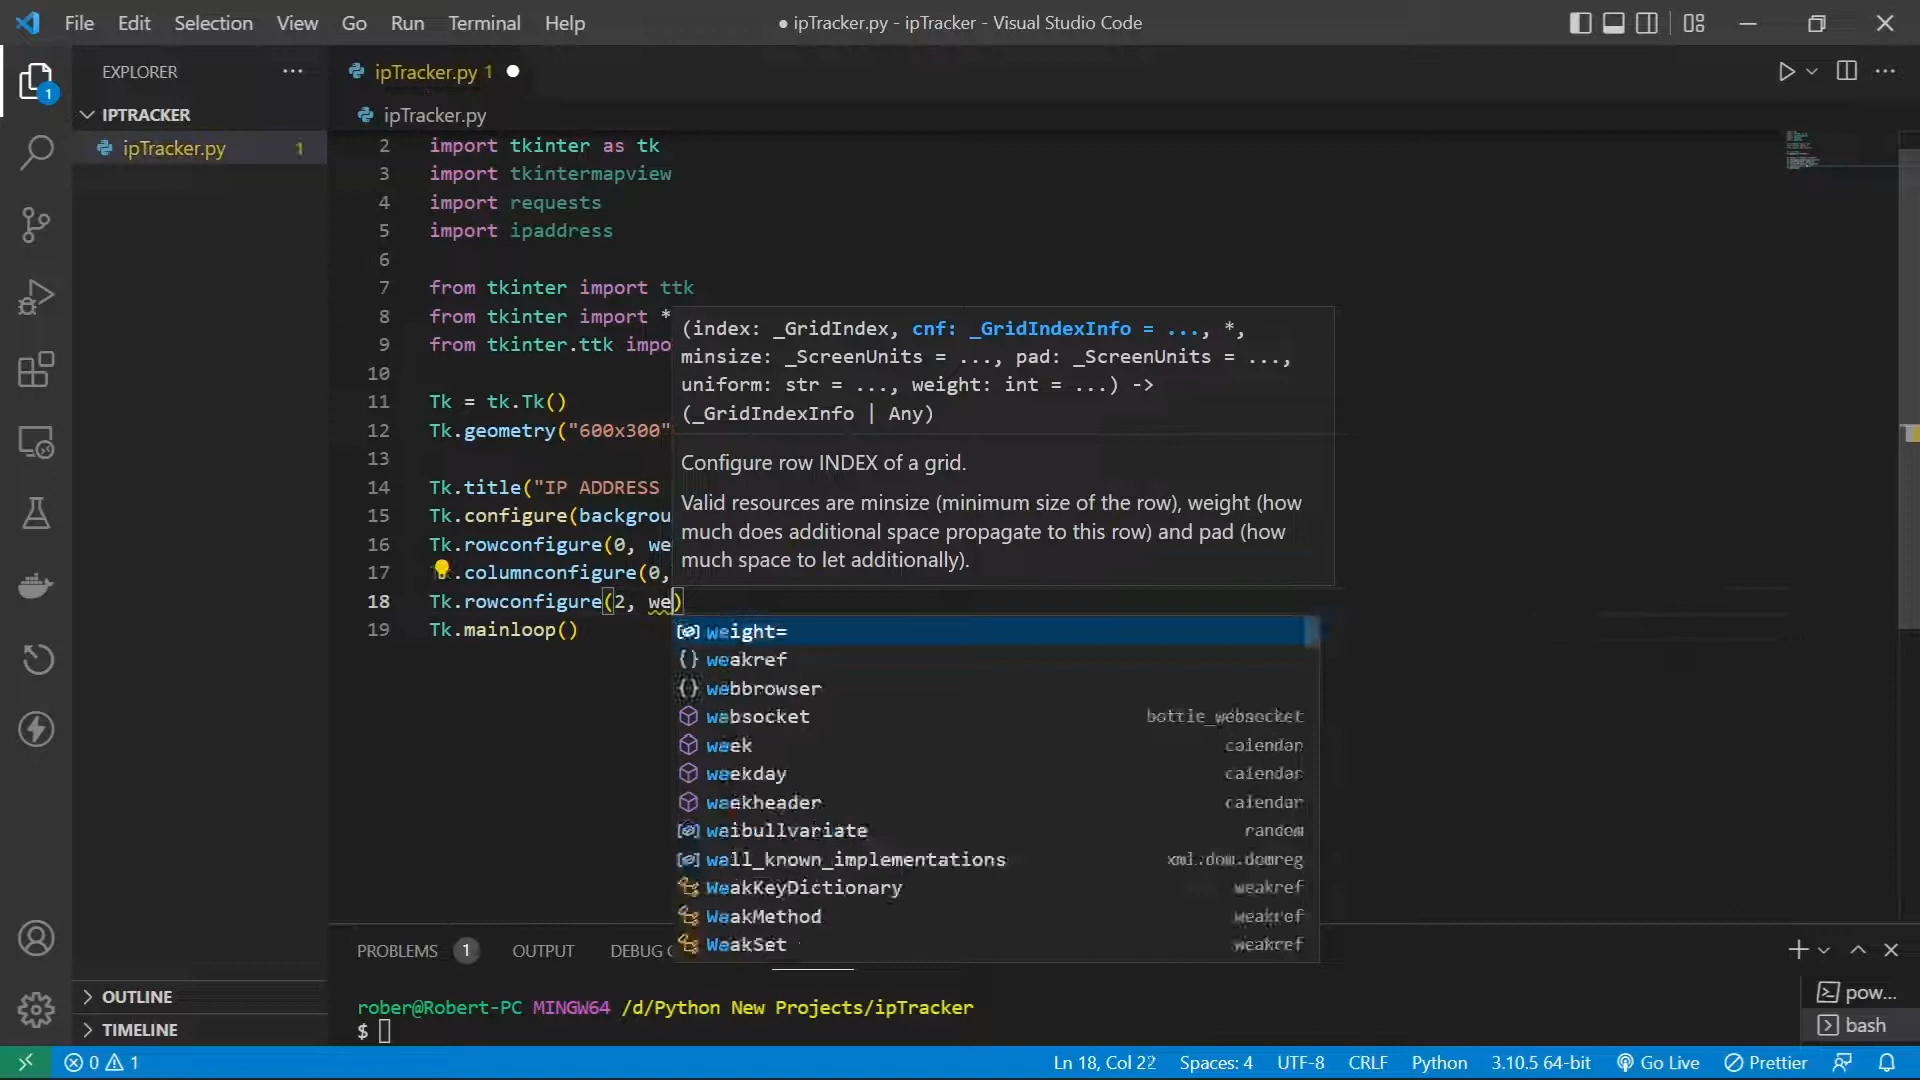 File Edit Selection View Go Run Terminal Help
● ipTracker.py - ipTracker - Visual Studio Code
EXPLORER
ipTracker.py 1
1
IPTRACKER
ipTracker.py
ipTracker.py 1
2 import tkinter as tk
3 import tkintermapview
4 import requests
5 import ipaddress
6
7 from tkinter import ttk
8 from tkinter import *
9 from tkinter.ttk impo
10
11 Tk = tk.Tk()
12 Tk.geometry("600x300"
13
14 Tk.title("IP ADDRESS
15 Tk.configure(backgrou
16 Tk.rowconfigure(0, we
17 .columnconfigure(0,
18 Tk.rowconfigure(2, we)
19 Tk.mainloop()
(index: _GridIndex, cnf: _GridIndexInfo = ..., *,
minsize: _ScreenUnits = ..., pad: _ScreenUnits = ...,
uniform: str = ..., weight: int = ...) ->
(_GridIndexInfo | Any)
Configure row INDEX of a grid.
Valid resources are minsize (minimum size of the row), weight (how
much does additional space propagate to this row) and pad (how
much space to let additionally).
weight=
weakref
webbrowser
websocket bottle_websocket
week calendar
weekday calendar
weekheader calendar
weibullvariate random
well_known_implementations xml.dom.domreg
WeakKeyDictionary weakref
WeakMethod weakref
WeakSet weakref
PROBLEMS 1 OUTPUT DEBUG
rober@Robert-PC MINGW64 /d/Python New Projects/ipTracker
$
pow...
bash
OUTLINE
TIMELINE
0 1
Ln 18, Col 22 Spaces: 4 UTF-8 CRLF Python 3.10.5 64-bit Go Live Prettier